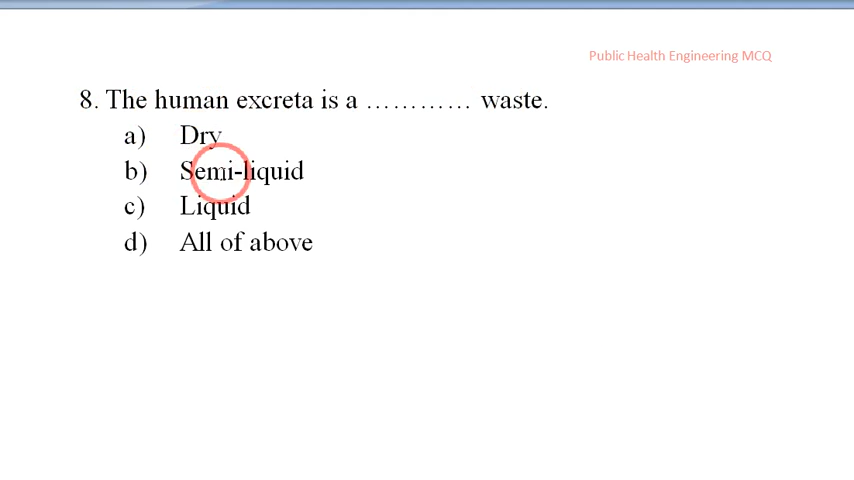 Public Health Engineering MCQ
8. The human excreta is a ………… waste.
a) Dry
b) Semi-liquid
c) Liquid
d) All of above